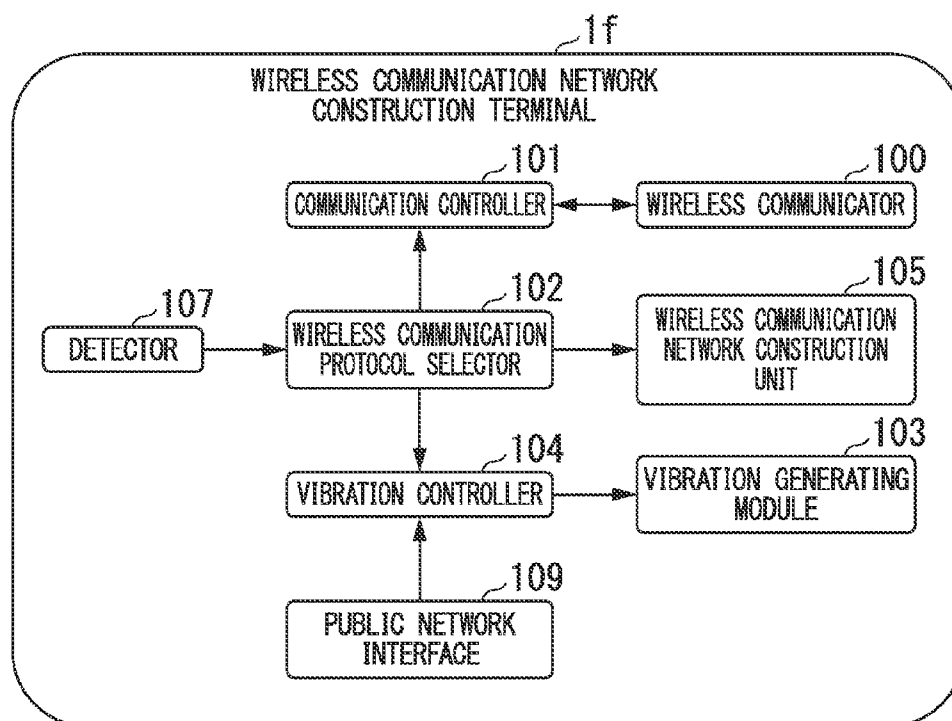 1f
WIRELESS COMMUNICATION NETWORK
CONSTRUCTION TERMINAL
101
COMMUNICATION CONTROLLER
100
WIRELESS COMMUNICATOR
107
DETECTOR
102
WIRELESS COMMUNICATION
PROTOCOL SELECTOR
105
WIRELESS COMMUNICATION
NETWORK CONSTRUCTION
UNIT
104
VIBRATION CONTROLLER
103
VIBRATION GENERATING
MODULE
109
PUBLIC NETWORK
INTERFACE